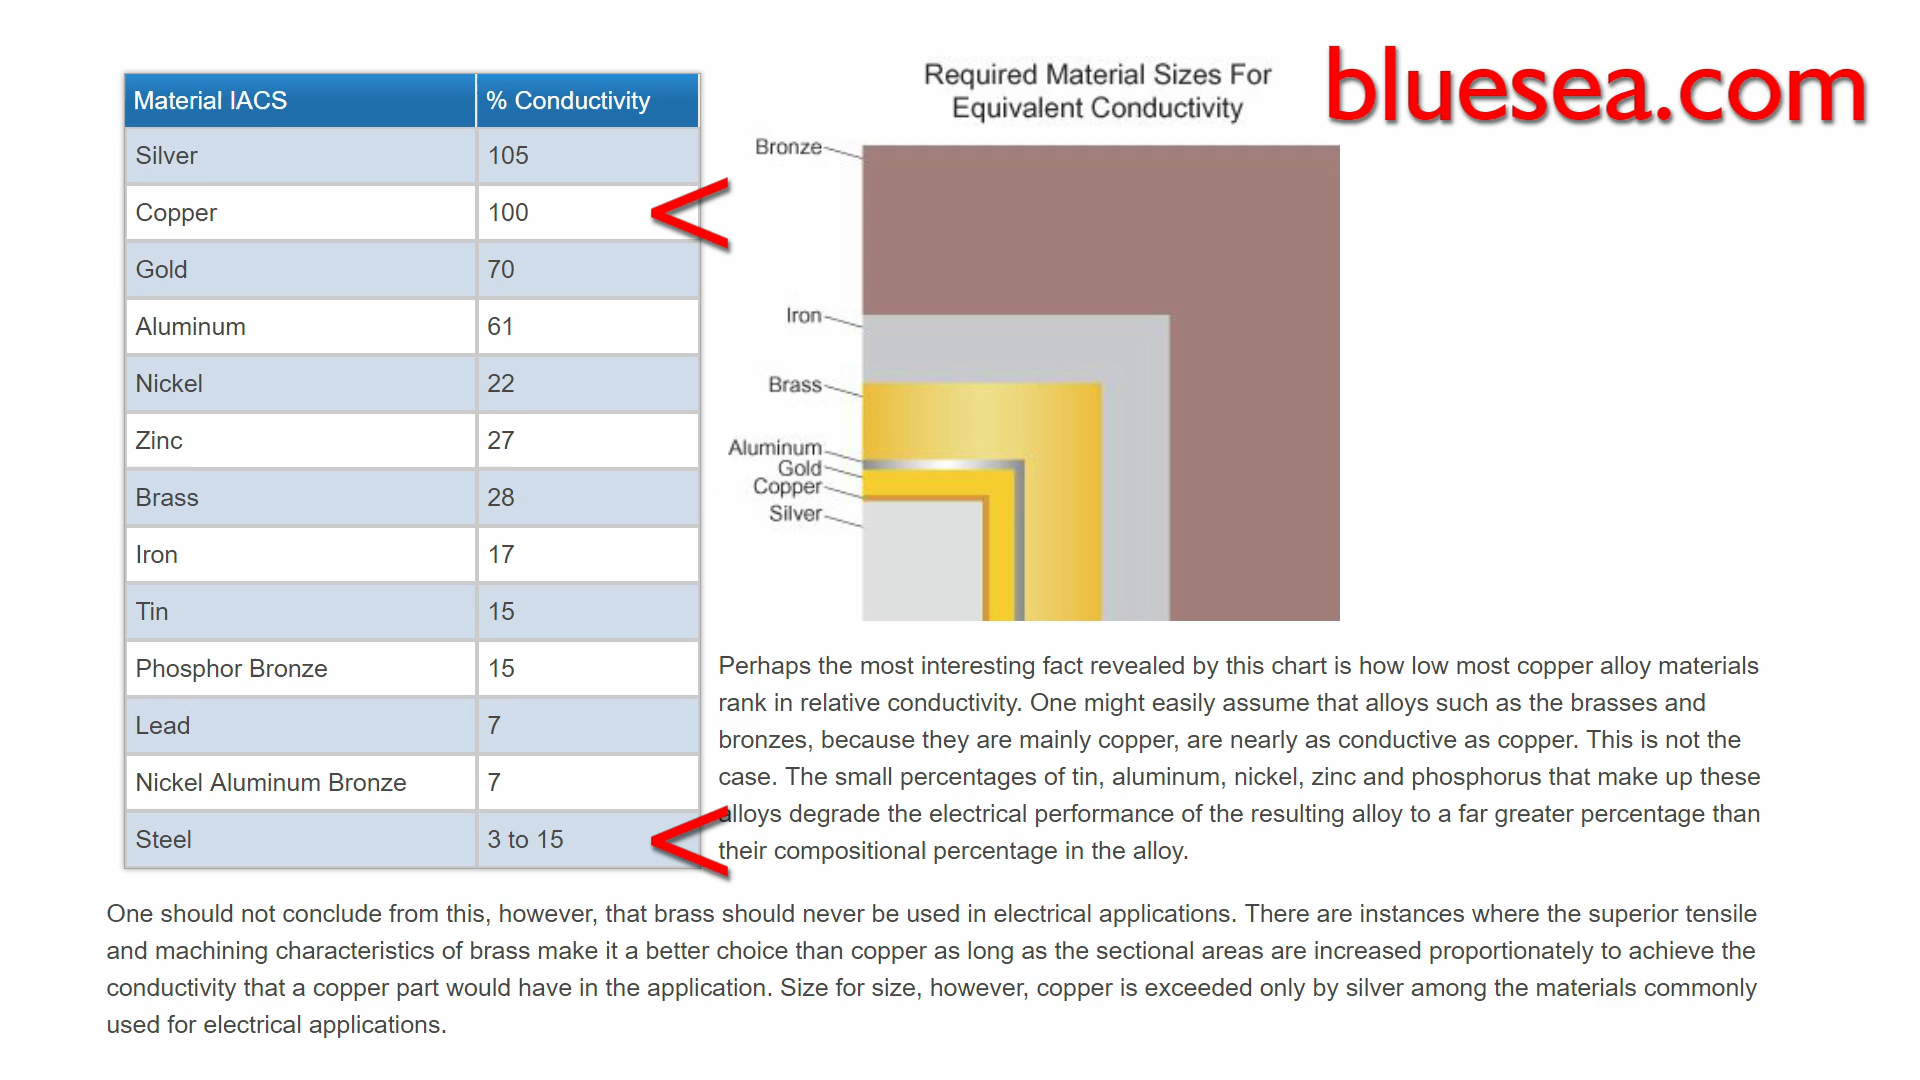 bluesea.com
Material IACS % Conductivity
Silver 105
Copper 100
Gold 70
Aluminum 61
Nickel 22
Zinc 27
Brass 28
Iron 17
Tin 15
Phosphor Bronze 15
Lead 7
Nickel Aluminum Bronze 7
Steel 3 to 15
Required Material Sizes For
Equivalent Conductivity
Bronze
Iron
Brass
Aluminum
Gold
Copper
Silver
Perhaps the most interesting fact revealed by this chart is how low most copper alloy materials
rank in relative conductivity. One might easily assume that alloys such as the brasses and
bronzes, because they are mainly copper, are nearly as conductive as copper. This is not the
case. The small percentages of tin, aluminum, nickel, zinc and phosphorus that make up these
alloys degrade the electrical performance of the resulting alloy to a far greater percentage than
their compositional percentage in the alloy.
One should not conclude from this, however, that brass should never be used in electrical applications. There are instances where the superior tensile
and machining characteristics of brass make it a better choice than copper as long as the sectional areas are increased proportionately to achieve the
conductivity that a copper part would have in the application. Size for size, however, copper is exceeded only by silver among the materials commonly
used for electrical applications.